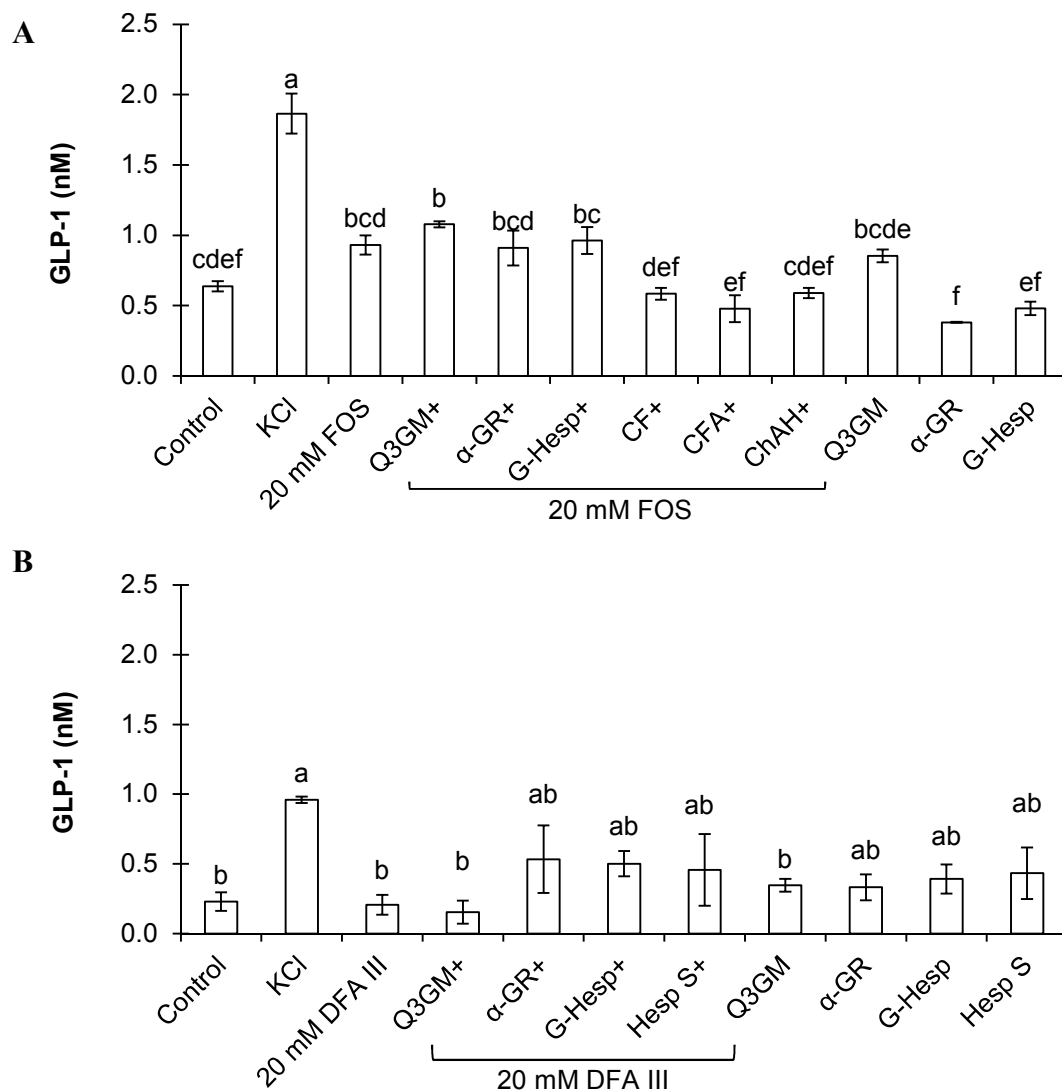 A
2.5
2.0
1.5
1.0
0.5
0.0
GLP-1 (nM)
cdef
a
bcd
b
bcd
bc
def
ef
cdef
bcde
f
ef
Control
KCl
20 mM FOS
Q3GM+
α-GR+
G-Hesp+
CF+
CFA+
ChAH+
Q3GM
α-GR
G-Hesp
20 mM FOS
B
2.5
2.0
1.5
1.0
0.5
0.0
GLP-1 (nM)
b
a
b
b
ab
ab
ab
b
ab
ab
ab
Control
KCl
20 mM DFA III
Q3GM+
α-GR+
G-Hesp+
Hesp S+
Q3GM
α-GR
G-Hesp
Hesp S
20 mM DFA III